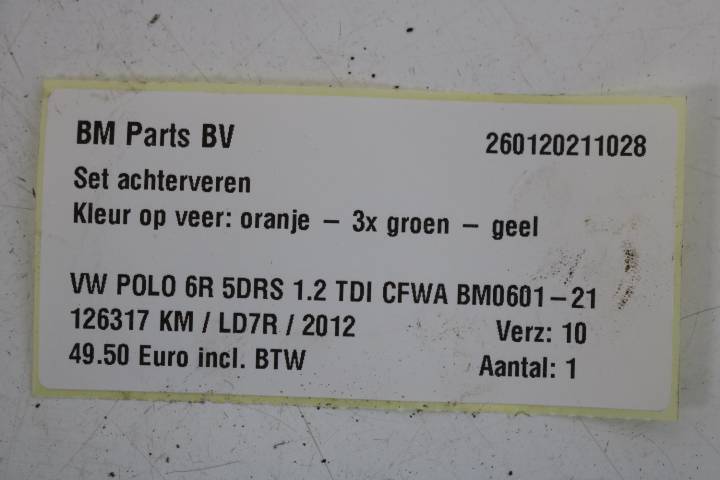 BM Parts BV 260120211028
Set achterveren
Kleur op veer: oranje – 3x groen – geel
VW POLO 6R 5DRS 1.2 TDI CFWA BM0601–21
126317 KM / LD7R / 2012 Verz: 10
49.50 Euro incl. BTW Aantal: 1